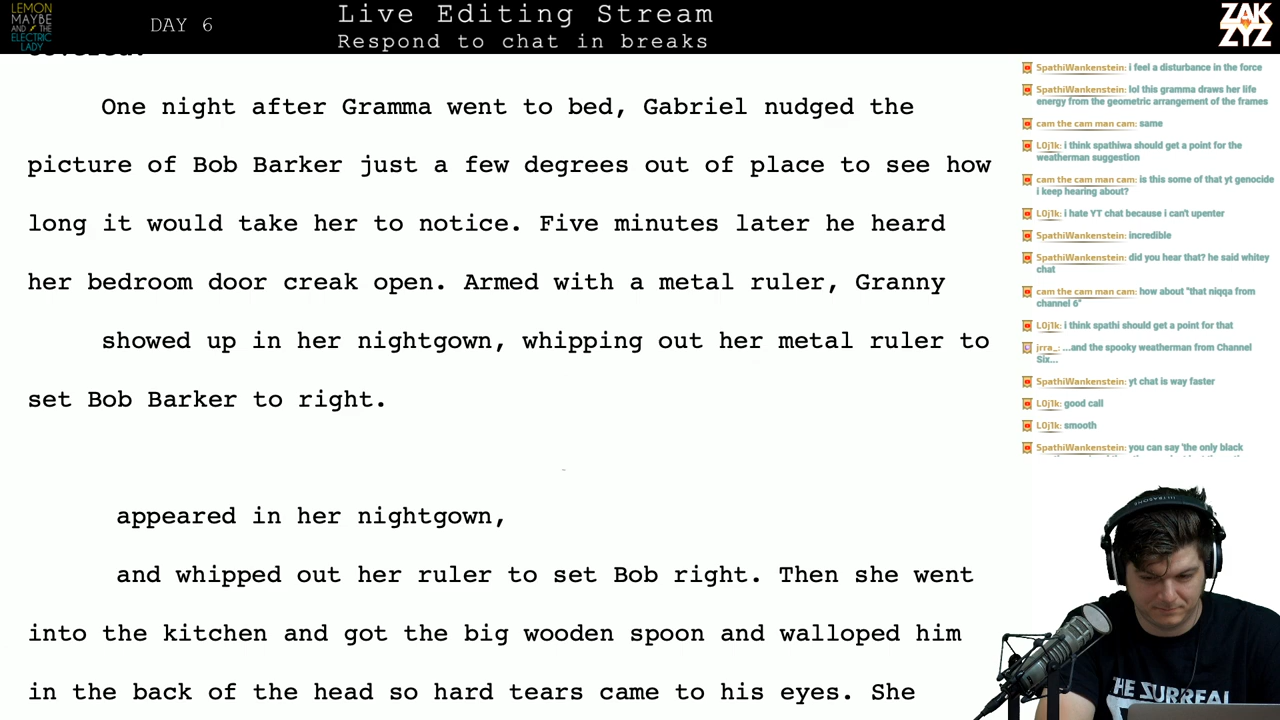 LEMON
MAYBE
AND THE
ELECTRIC
LADY
DAY 6
Live Editing Stream
Respond to chat in breaks
ZAK
ZYZ
covered.
One night after Gramma went to bed, Gabriel nudged the
picture of Bob Barker just a few degrees out of place to see how
long it would take her to notice. Five minutes later he heard
her bedroom door creak open. Armed with a metal ruler, Granny
showed up in her nightgown, whipping out her metal ruler to
set Bob Barker to right.
appeared in her nightgown,
and whipped out her ruler to set Bob right. Then she went
into the kitchen and got the big wooden spoon and walloped him
in the back of the head so hard tears came to his eyes. She
SpathiWankenstein: i feel a disturbance in the force
SpathiWankenstein: lol this gramma draws her life
energy from the geometric arrangement of the frames
cam the cam man cam: same
L0j1k: i think spathiwa should get a point for the
weatherman suggestion
cam the cam man cam: is this some of that yt genocide
i keep hearing about?
L0j1k: i hate YT chat because i can't upenter
SpathiWankenstein: incredible
SpathiWankenstein: did you hear that? he said whitey
chat
cam the cam man cam: how about "that niqqa from
channel 6"
L0j1k: i think spathi should get a point for that
jrra_: ...and the spooky weatherman from Channel
Six...
SpathiWankenstein: yt chat is way faster
L0j1k: good call
L0j1k: smooth
SpathiWankenstein: you can say 'the only black
ULTRASONE
THE SURREAL